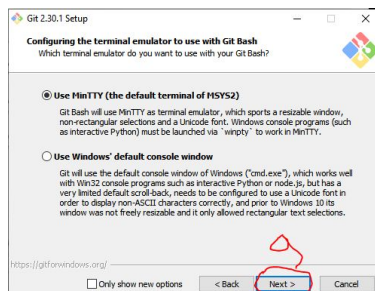 Git 2.30.1 Setup
Configuring the terminal emulator to use with Git Bash
Which terminal emulator do you want to use with your Git Bash?
Use MinTTY (the default terminal of MSYS2)
Git Bash will use MinTTY as terminal emulator, which sports a resizable window,
non-rectangular selections and a Unicode font. Windows console programs (such
as interactive Python) must be launched via `winpty` to work in MinTTY.
Use Windows' default console window
Git will use the default console window of Windows ("cmd.exe"), which works well
with Win32 console programs such as interactive Python or node.js, but has a
very limited default scroll-back, needs to be configured to use a Unicode font in
order to display non-ASCII characters correctly, and prior to Windows 10 its
window was not freely resizable and it only allowed rectangular text selections.
https://gitforwindows.org/
Only show new options < Back Next > Cancel